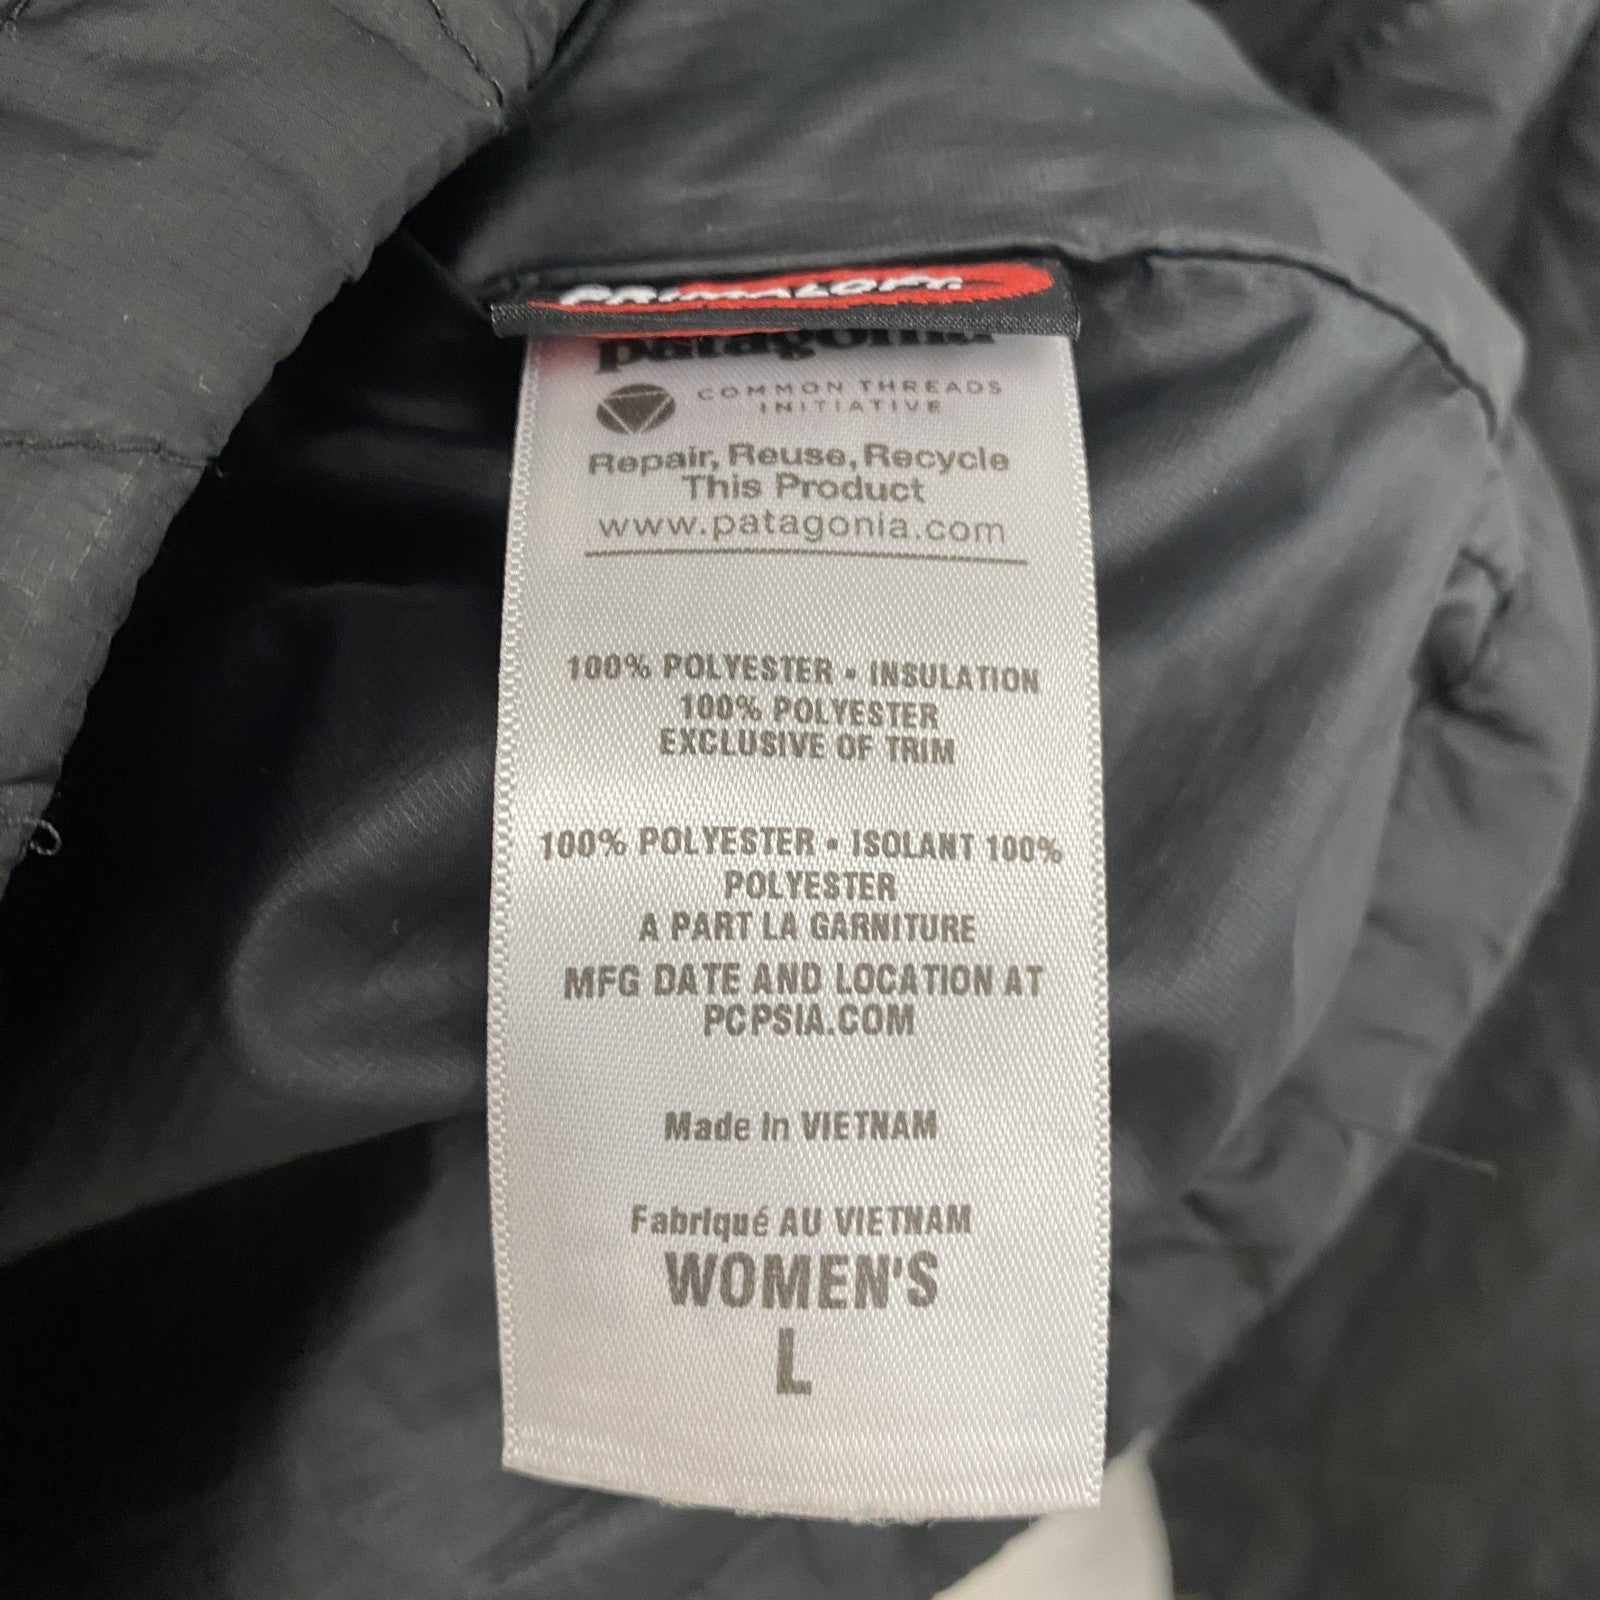 PRIMALOFT.
patagonia
COMMON THREADS
INITIATIVE
Repair, Reuse, Recycle
This Product
www.patagonia.com
100% POLYESTER • INSULATION
100% POLYESTER
EXCLUSIVE OF TRIM
100% POLYESTER • ISOLANT 100%
POLYESTER
A PART LA GARNITURE
MFG DATE AND LOCATION AT
PCPSIA.COM
Made in VIETNAM
Fabriqué AU VIETNAM
WOMEN'S
L